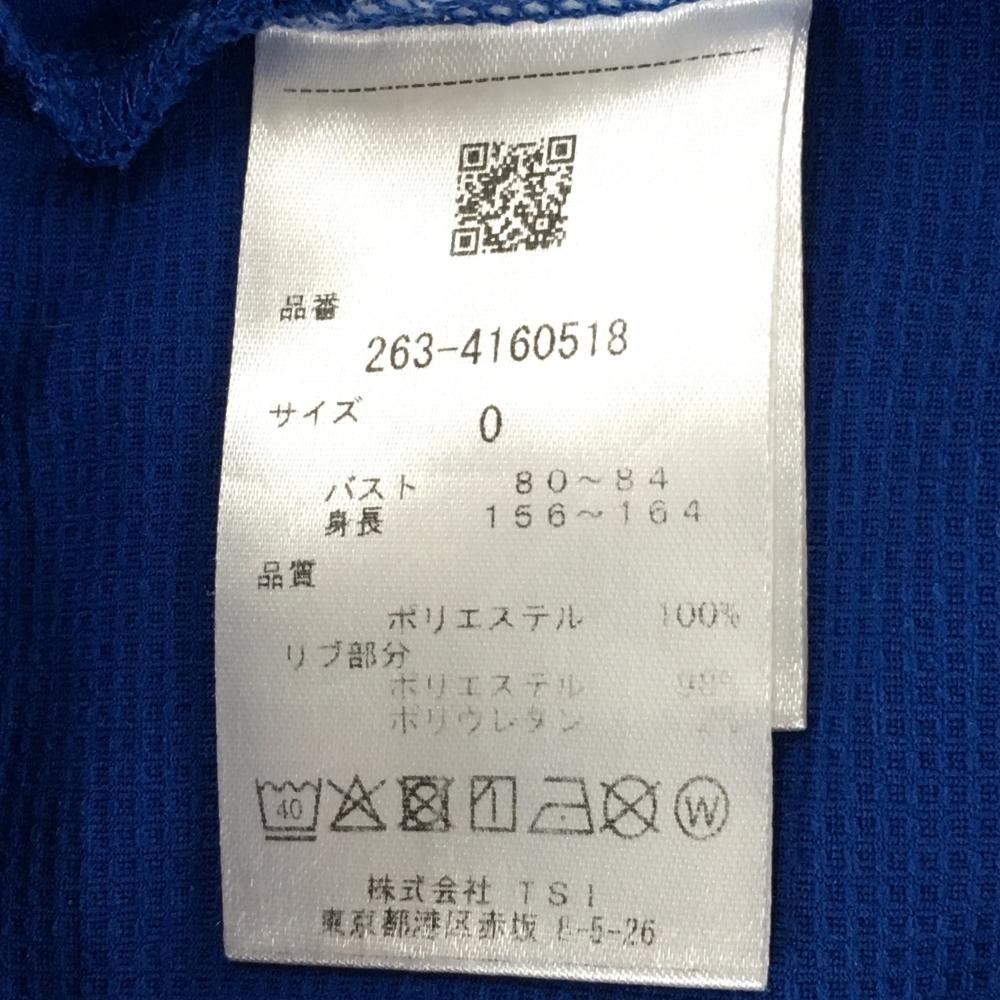 品番
263-4160518
サイズ 0
バスト 80~84
身長 156~164
品質
ポリエステル 100%
リブ部分
ポリエステル 98%
ポリウレタン 2%
40
W
株式会社 TSI
東京都港区赤坂 8-5-26